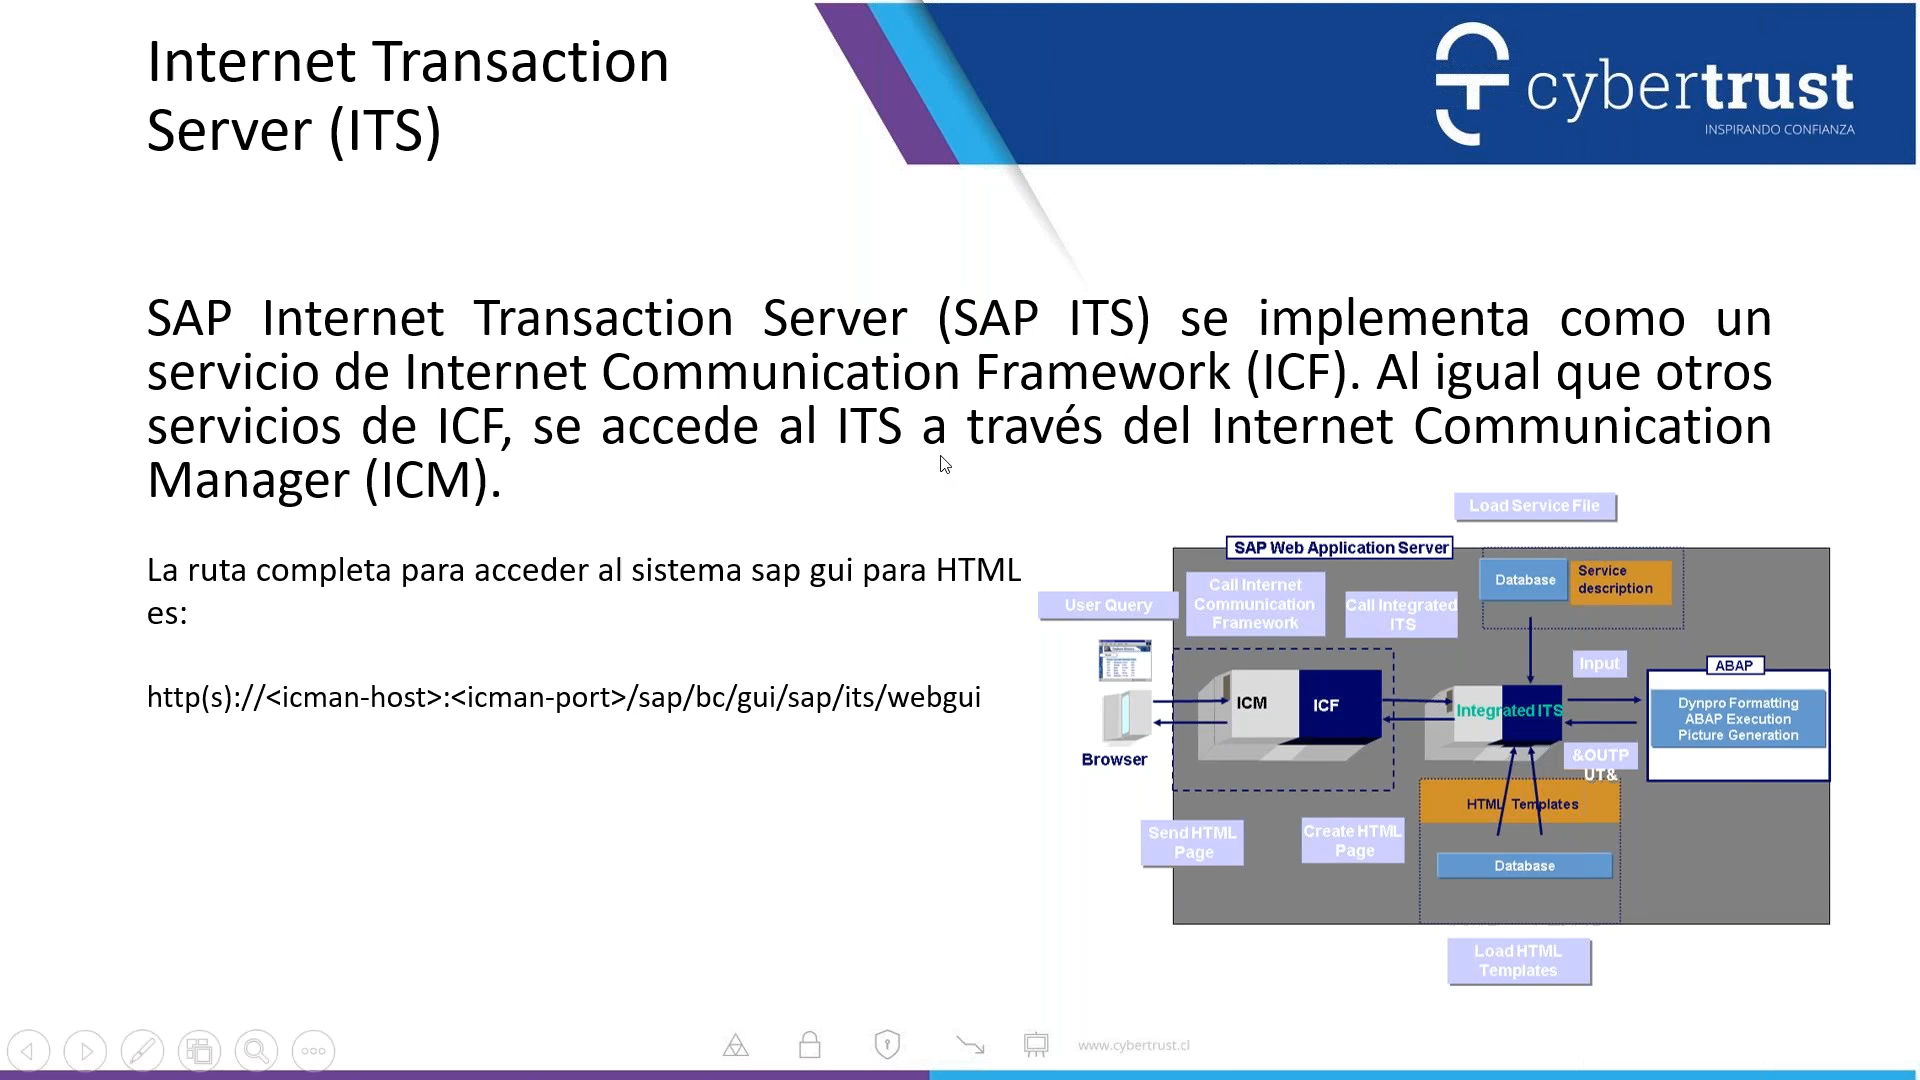 Internet Transaction
Server (ITS)
cybertrust
INSPIRANDO CONFIANZA
SAP Internet Transaction Server (SAP ITS) se implementa como un
servicio de Internet Communication Framework (ICF). Al igual que otros
servicios de ICF, se accede al ITS a través del Internet Communication
Manager (ICM).
La ruta completa para acceder al sistema sap gui para HTML
es:
http(s)://<icman-host>:<icman-port>/sap/bc/gui/sap/its/webgui
Load Service File
SAP Web Application Server
User Query
Call Internet
Communication
Framework
Call Integrated
ITS
Database
Service
description
Input
ABAP
Dynpro Formatting
ABAP Execution
Picture Generation
ICM
ICF
Integrated ITS
Browser
&OUTP
UT&
HTML Templates
Database
Send HTML
Page
Create HTML
Page
Load HTML
Templates
www.cybertrust.cl